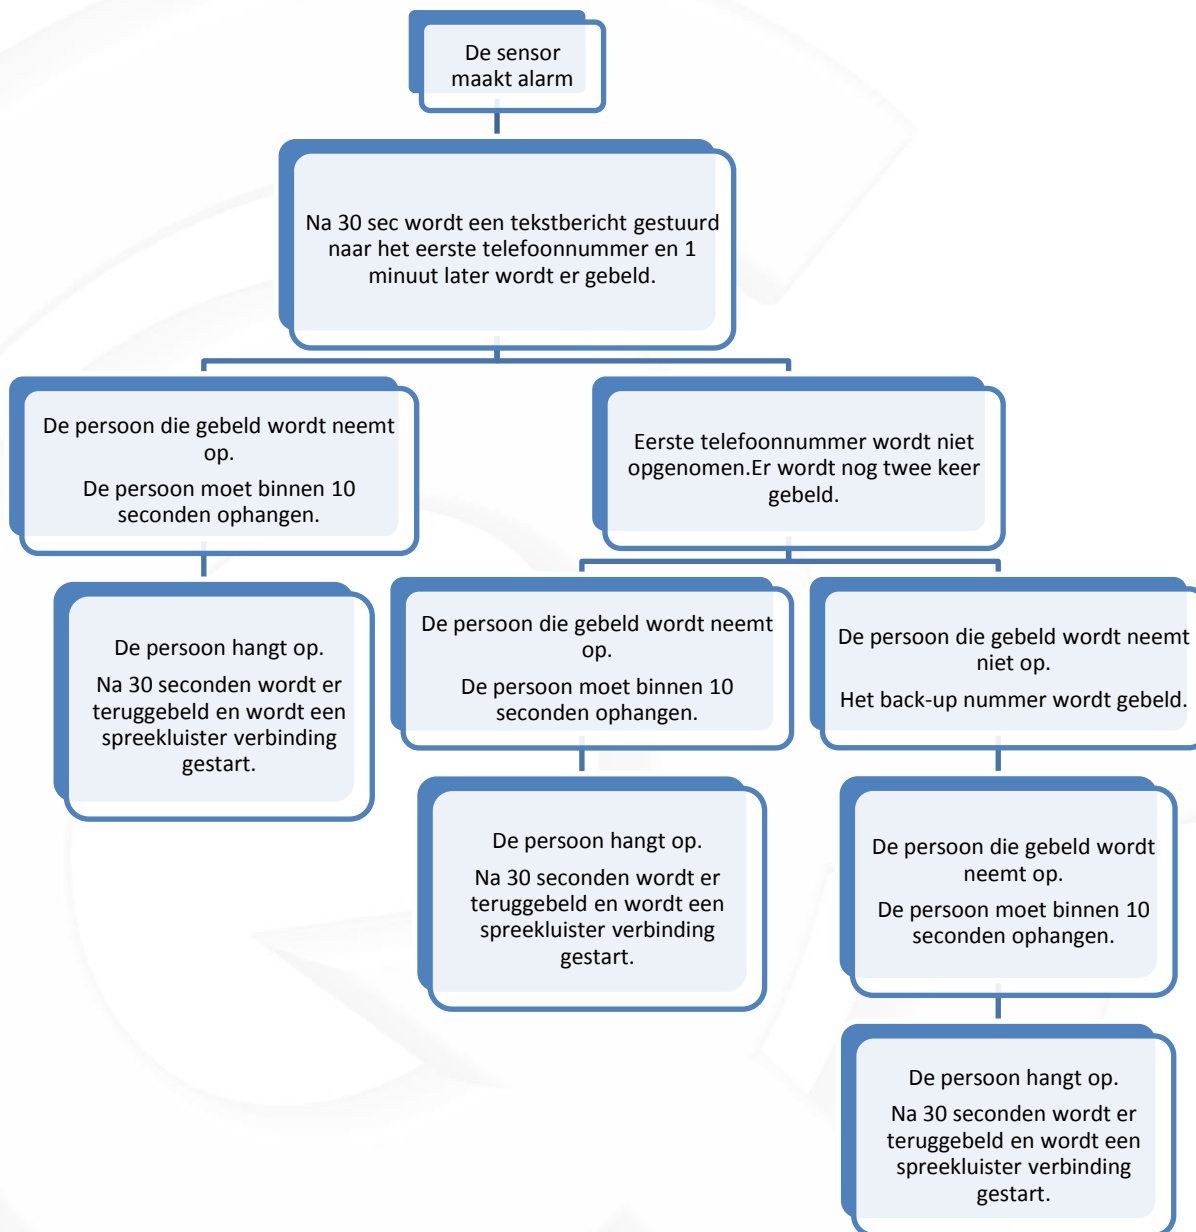 De sensor
maakt alarm
Na 30 sec wordt een tekstbericht gestuurd
naar het eerste telefoonnummer en 1
minuut later wordt er gebeld.
De persoon die gebeld wordt neemt
op.
De persoon moet binnen 10
seconden ophangen.
Eerste telefoonnummer wordt niet
opgenomen.Er wordt nog twee keer
gebeld.
De persoon hangt op.
Na 30 seconden wordt er
teruggebeld en wordt een
spreekluister verbinding
gestart.
De persoon die gebeld wordt neemt
op.
De persoon moet binnen 10
seconden ophangen.
De persoon die gebeld wordt neemt
niet op.
Het back-up nummer wordt gebeld.
De persoon hangt op.
Na 30 seconden wordt er
teruggebeld en wordt een
spreekluister verbinding
gestart.
De persoon die gebeld wordt
neemt op.
De persoon moet binnen 10
seconden ophangen.
De persoon hangt op.
Na 30 seconden wordt er
teruggebeld en wordt een
spreekluister verbinding
gestart.